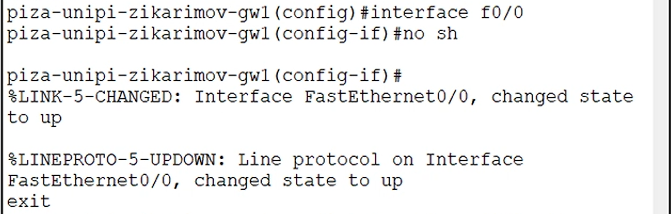 piza-unipi-zikarimov-gw1(config)#interface f0/0
piza-unipi-zikarimov-gw1(config-if)#no sh
piza-unipi-zikarimov-gw1(config-if)#
%LINK-5-CHANGED: Interface FastEthernet0/0, changed state
to up
%LINEPROTO-5-UPDOWN: Line protocol on Interface
FastEthernet0/0, changed state to up
exit